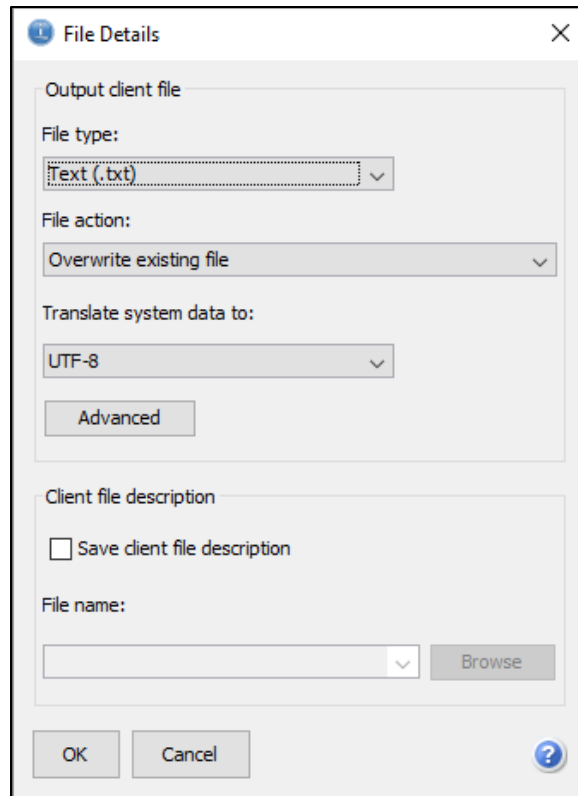 File Details
Output client file
File type:
Text (.txt)
File action:
Overwrite existing file
Translate system data to:
UTF-8
Advanced
Client file description
Save client file description
File name:
Browse
OK Cancel ?